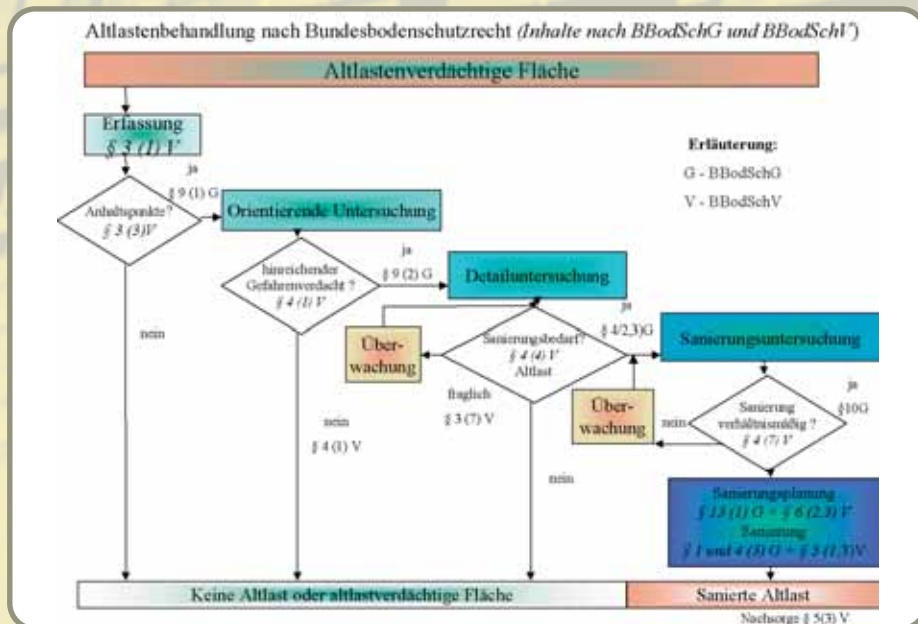 Altlastenbehandlung nach Bundesbodenschutzrecht (Inhalte nach BBodSchG und BBodSchV)
Altlastenverdächtige Fläche
Erfassung
§ 3 (1) V
Erläuterung:
G - BBodSchG
V - BBodSchV
ja
§ 9 (1) G
Anhaltspunkte?
§ 3 (3)V
Orientierende Untersuchung
ja
§ 9 (2) G
hinreichender
Gefahrenverdacht ?
§ 4 (1) V
Detailuntersuchung
ja
§ 4/2,3)G
nein
Über-
wachung
Sanierungsbedarf?
§ 4 (4) V
Altlast
Sanierungsuntersuchung
fraglich
§ 3 (7) V
nein
§ 4 (1) V
Über-
wachung
nein
Sanierung
verhältnismäßig ?
§ 4 (7) V
ja
§10G
nein
Sanierungsplanung
§ 13 (1) G + § 6 (2,3) V
Sanierung
§ 1 und 4 (3) G + § 5 (1,3)V
Keine Altlast oder altlastverdächtige Fläche
Sanierte Altlast
Nachsorge § 5(3) V